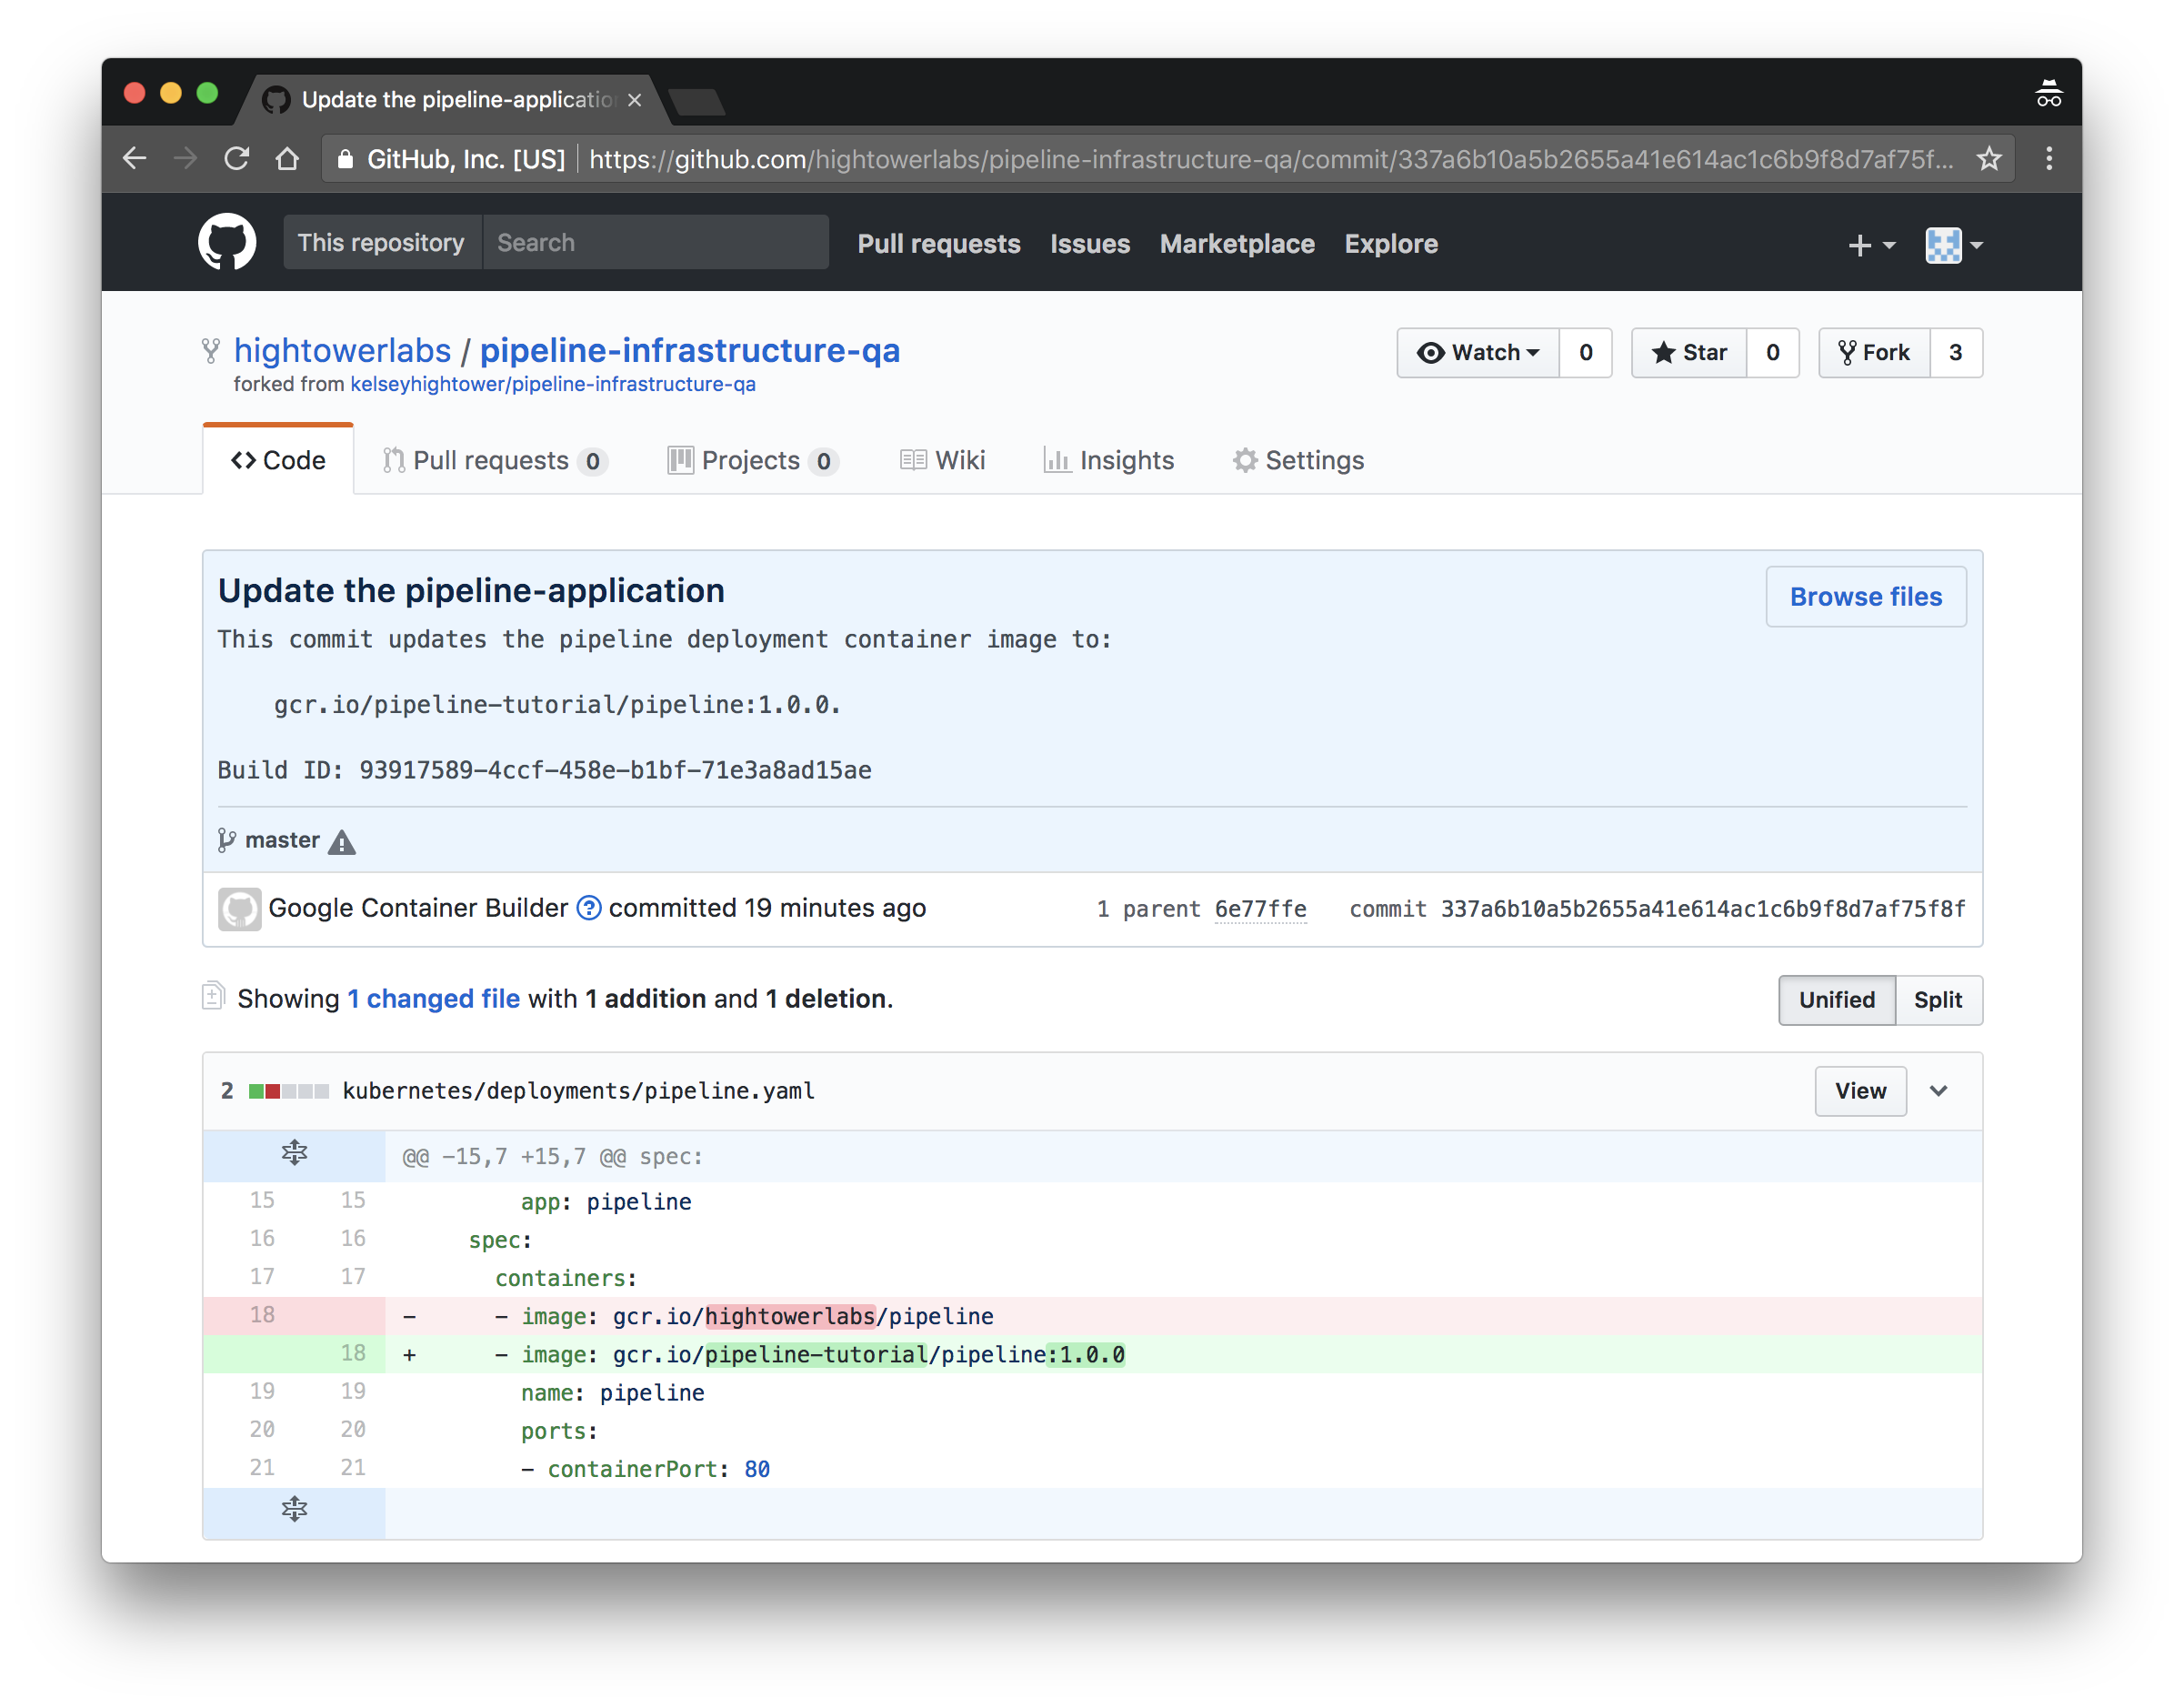 Update the pipeline-applicatio
GitHub, Inc. [US] https://github.com/hightowerlabs/pipeline-infrastructure-qa/commit/337a6b10a5b2655a41e614ac1c6b9f8d7af75f...
This repository Search Pull requests Issues Marketplace Explore
hightowerlabs / pipeline-infrastructure-qa Watch 0 Star 0 Fork 3
forked from kelseyhightower/pipeline-infrastructure-qa
Code Pull requests 0 Projects 0 Wiki Insights Settings
Update the pipeline-application Browse files
This commit updates the pipeline deployment container image to:
gcr.io/pipeline-tutorial/pipeline:1.0.0.
Build ID: 93917589-4ccf-458e-b1bf-71e3a8ad15ae
master
Google Container Builder ? committed 19 minutes ago 1 parent 6e77ffe commit 337a6b10a5b2655a41e614ac1c6b9f8d7af75f8f
Showing 1 changed file with 1 addition and 1 deletion. Unified Split
2 kubernetes/deployments/pipeline.yaml View
@@ -15,7 +15,7 @@ spec:
15 15 app: pipeline
16 16 spec:
17 17 containers:
18 - - image: gcr.io/hightowerlabs/pipeline
18 + - image: gcr.io/pipeline-tutorial/pipeline:1.0.0
19 19 name: pipeline
20 20 ports:
21 21 - containerPort: 80